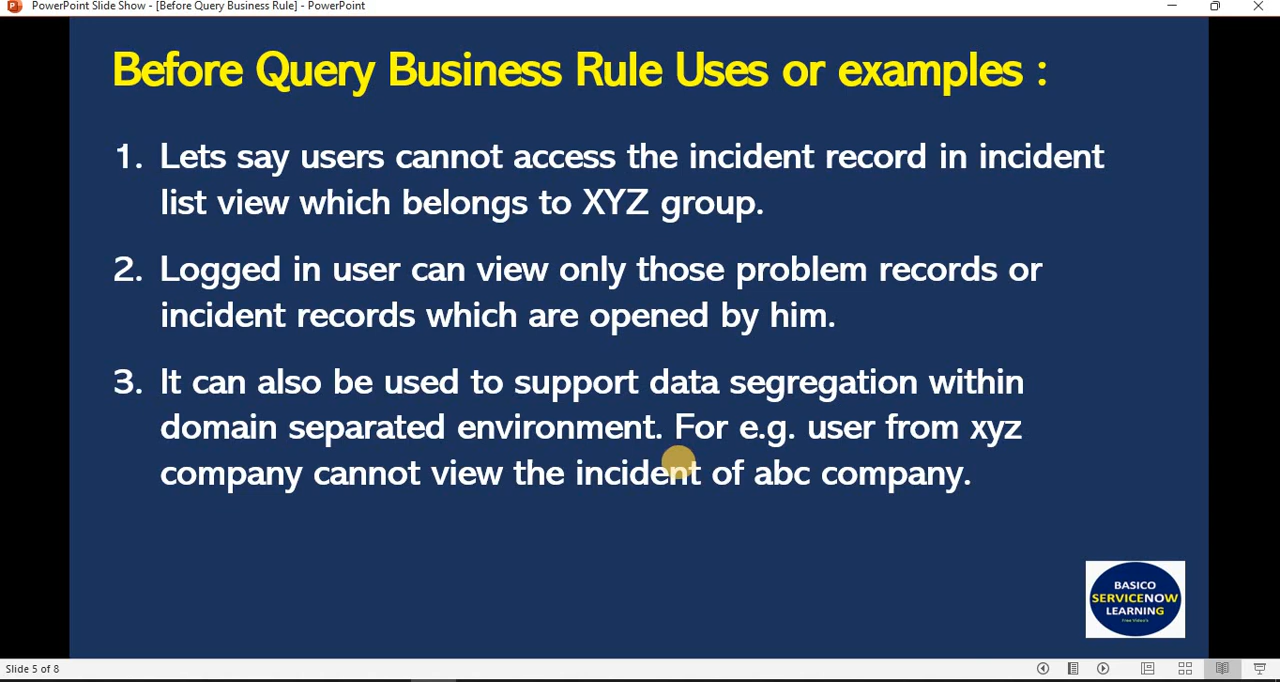 PowerPoint Slide Show - [Before Query Business Rule] - PowerPoint
Before Query Business Rule Uses or examples :
1. Lets say users cannot access the incident record in incident
list view which belongs to XYZ group.
2. Logged in user can view only those problem records or
incident records which are opened by him.
3. It can also be used to support data segregation within
domain separated environment. For e.g. user from xyz
company cannot view the incident of abc company.
BASICO
SERVICENOW
LEARNING
Free Video's
Slide 5 of 8